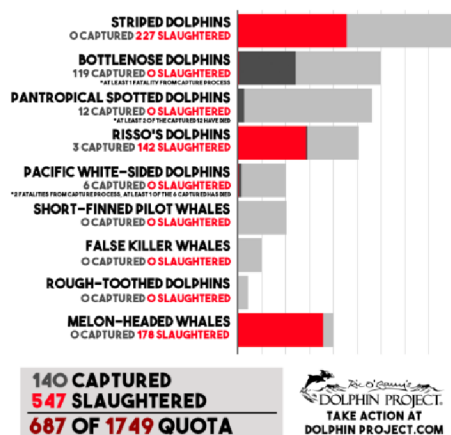 STRIPED DOLPHINS
0 CAPTURED 227 SLAUGHTERED
BOTTLENOSE DOLPHINS
119 CAPTURED 0 SLAUGHTERED
*AT LEAST 1 FATALITY FROM CAPTURE PROCESS
PANTROPICAL SPOTTED DOLPHINS
12 CAPTURED 0 SLAUGHTERED
*AT LEAST 2 OF THE CAPTURED 12 HAVE DIED
RISSO'S DOLPHINS
3 CAPTURED 142 SLAUGHTERED
PACIFIC WHITE-SIDED DOLPHINS
6 CAPTURED 0 SLAUGHTERED
*2 FATALITIES FROM CAPTURE PROCESS, AT LEAST 1 OF THE 6 CAPTURED HAS DIED
SHORT-FINNED PILOT WHALES
0 CAPTURED 0 SLAUGHTERED
FALSE KILLER WHALES
0 CAPTURED 0 SLAUGHTERED
ROUGH-TOOTHED DOLPHINS
0 CAPTURED 0 SLAUGHTERED
MELON-HEADED WHALES
0 CAPTURED 178 SLAUGHTERED
140 CAPTURED
547 SLAUGHTERED
687 OF 1749 QUOTA
Ric O'Barry's
DOLPHIN PROJECT
TAKE ACTION AT
DOLPHIN PROJECT.COM